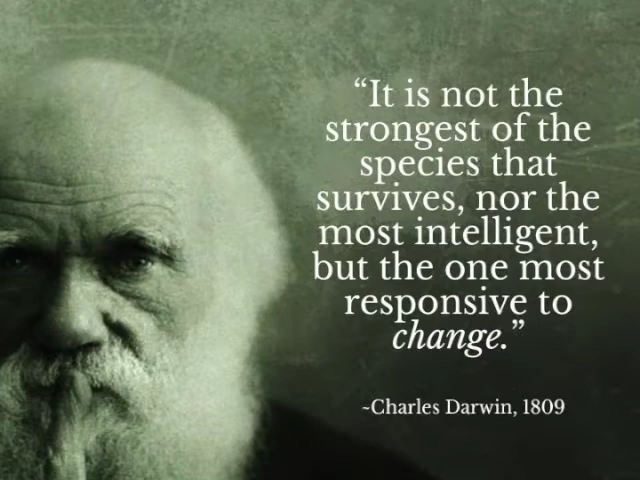 “It is not the
strongest of the
species that
survives, nor the
most intelligent,
but the one most
responsive to
change.”
~Charles Darwin, 1809